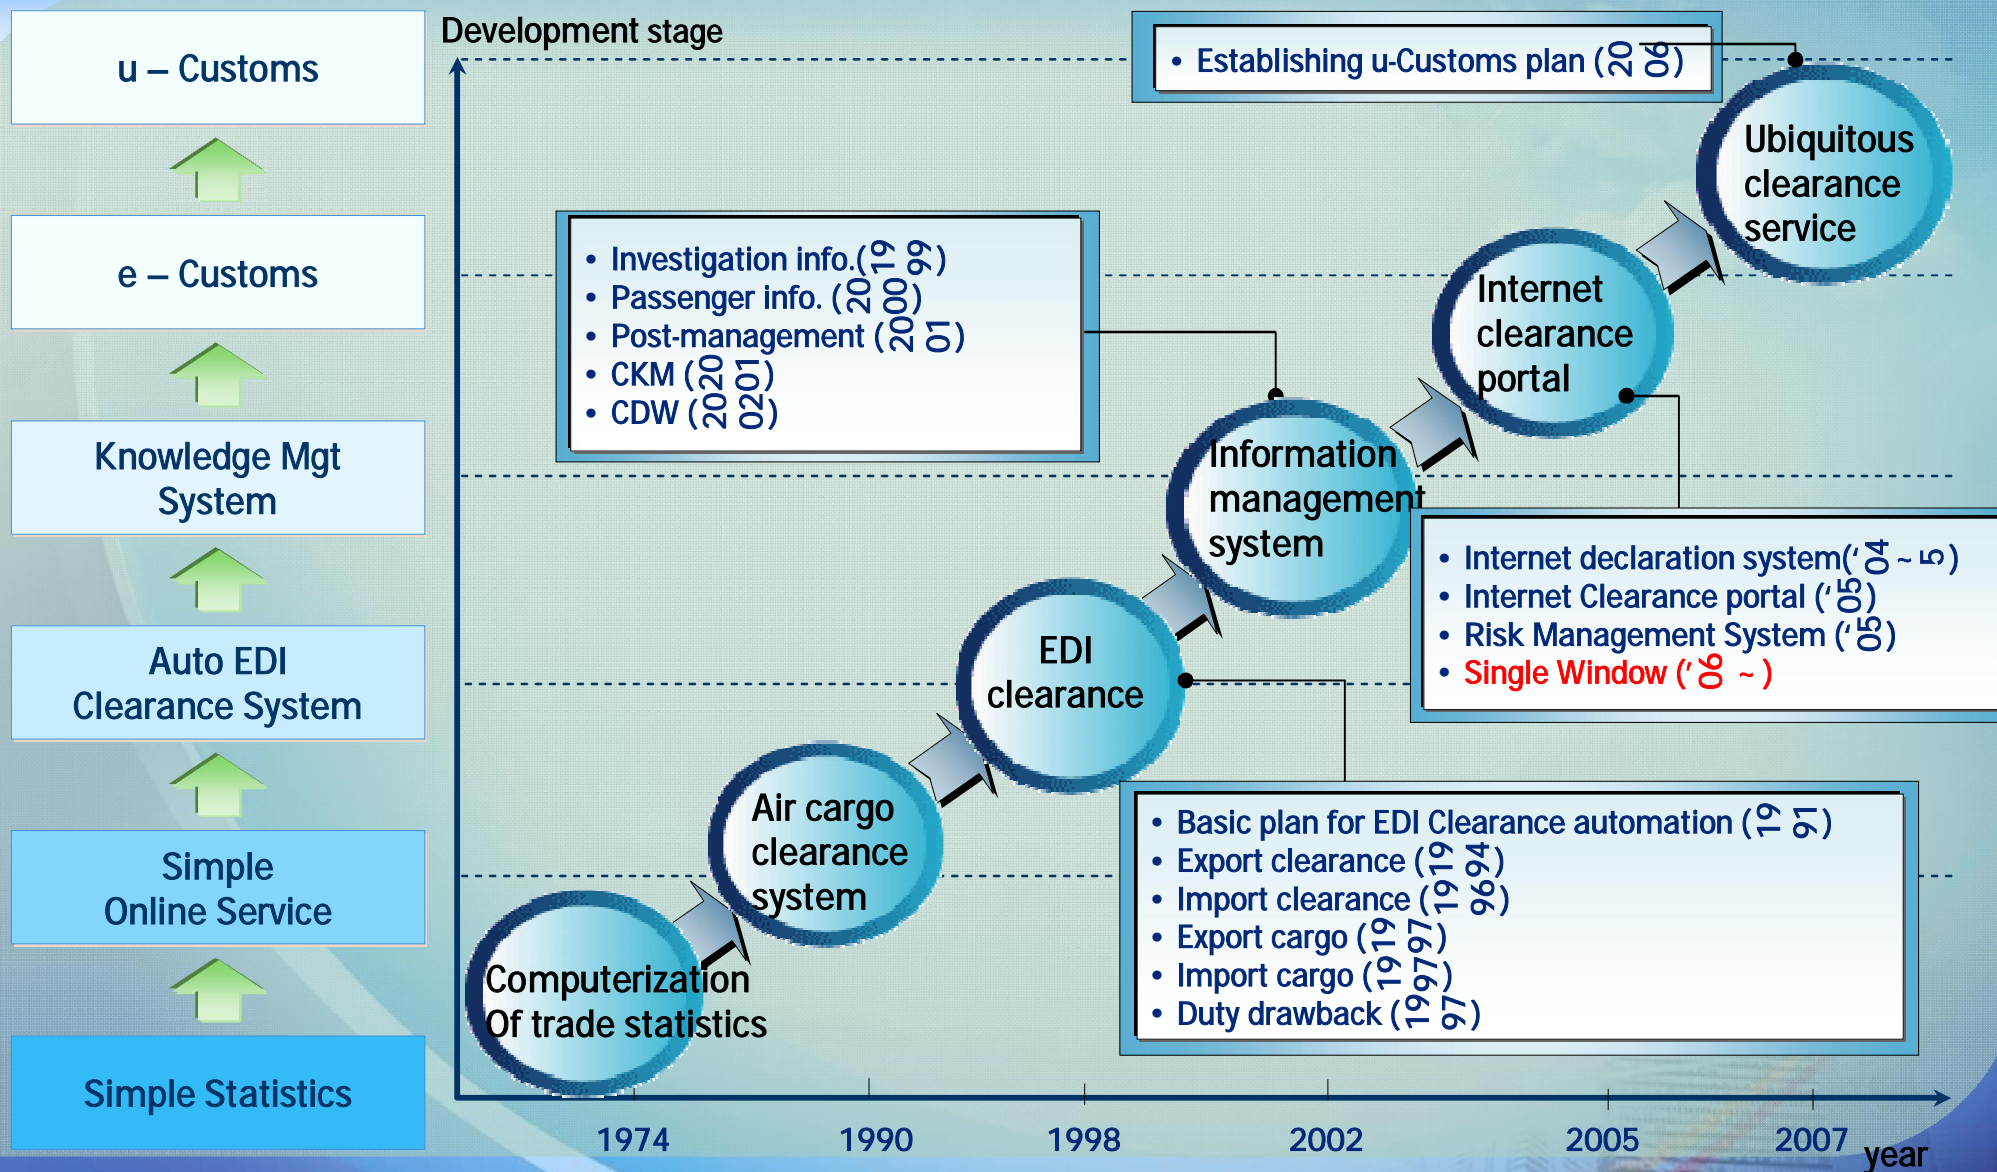 Development stage
u – Customs
e – Customs
Knowledge Mgt
System
Auto EDI
Clearance System
Simple
Online Service
Simple Statistics
• Establishing u-Customs plan (2006)
Ubiquitous
clearance
service
• Investigation info.(1999)
• Passenger info. (2000)
• Post-management (2001)
• CKM (2001)
• CDW (2002)
Internet
clearance
portal
Information
management
system
• Internet declaration system(‘04 ~ 5)
• Internet Clearance portal (‘05)
• Risk Management System (‘05)
• Single Window (’06 ~ )
EDI
clearance
• Basic plan for EDI Clearance automation (1991)
• Export clearance (1994)
• Import clearance (1996)
• Export cargo (1997)
• Import cargo (1997)
• Duty drawback (1997)
Air cargo
clearance
system
Computerization
Of trade statistics
1974
1990
1998
2002
2005
2007
year